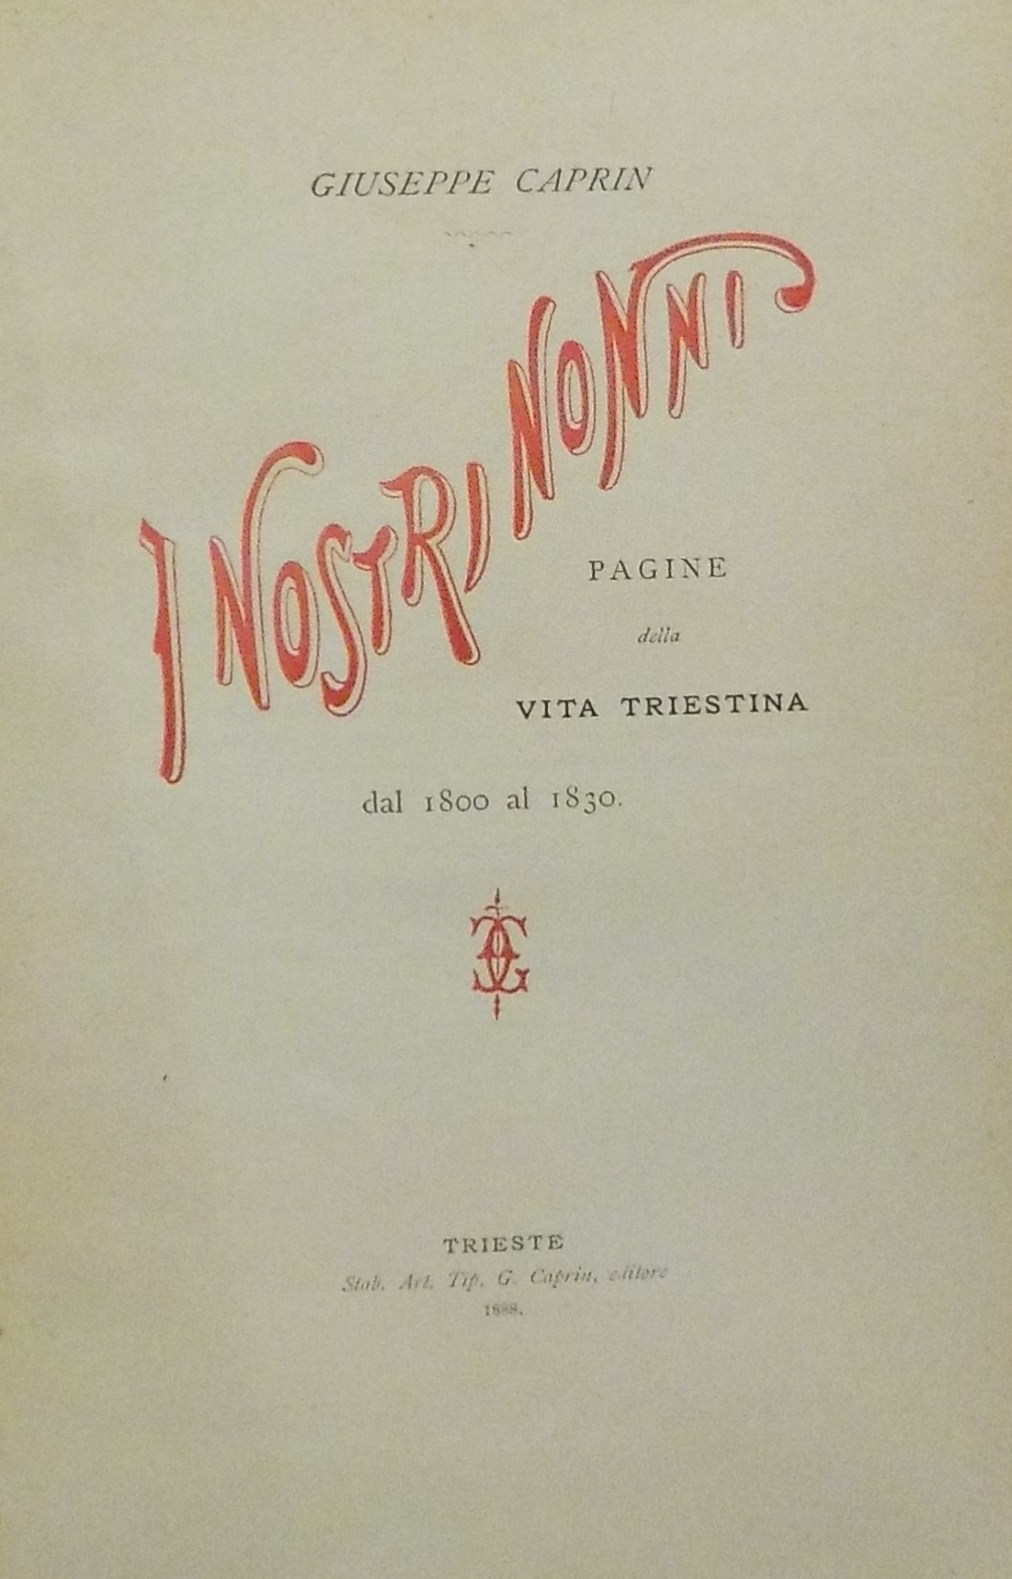 GIUSEPPE CAPRIN
I NOSTRI NONNI
PAGINE
della
VITA TRIESTINA
dal 1800 al 1830.
TRIESTE
Stab. Art. Tip. G. Caprin, editore
1888.